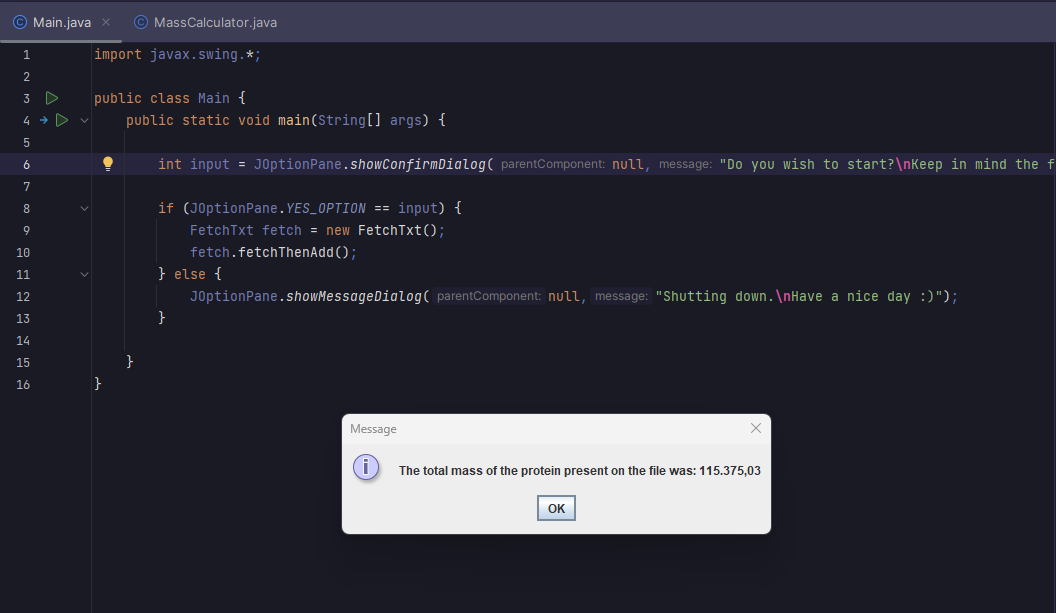 Main.java MassCalculator.java
1 import javax.swing.*;
2
3 public class Main {
4 public static void main(String[] args) {
5
6 int input = JOptionPane.showConfirmDialog( parentComponent: null, message: "Do you wish to start?\nKeep in mind the f
7
8 if (JOptionPane.YES_OPTION == input) {
9 FetchTxt fetch = new FetchTxt();
10 fetch.fetchThenAdd();
11 } else {
12 JOptionPane.showMessageDialog( parentComponent: null, message: "Shutting down.\nHave a nice day :)");
13 }
14
15 }
16 }
Message
The total mass of the protein present on the file was: 115.375,03
OK